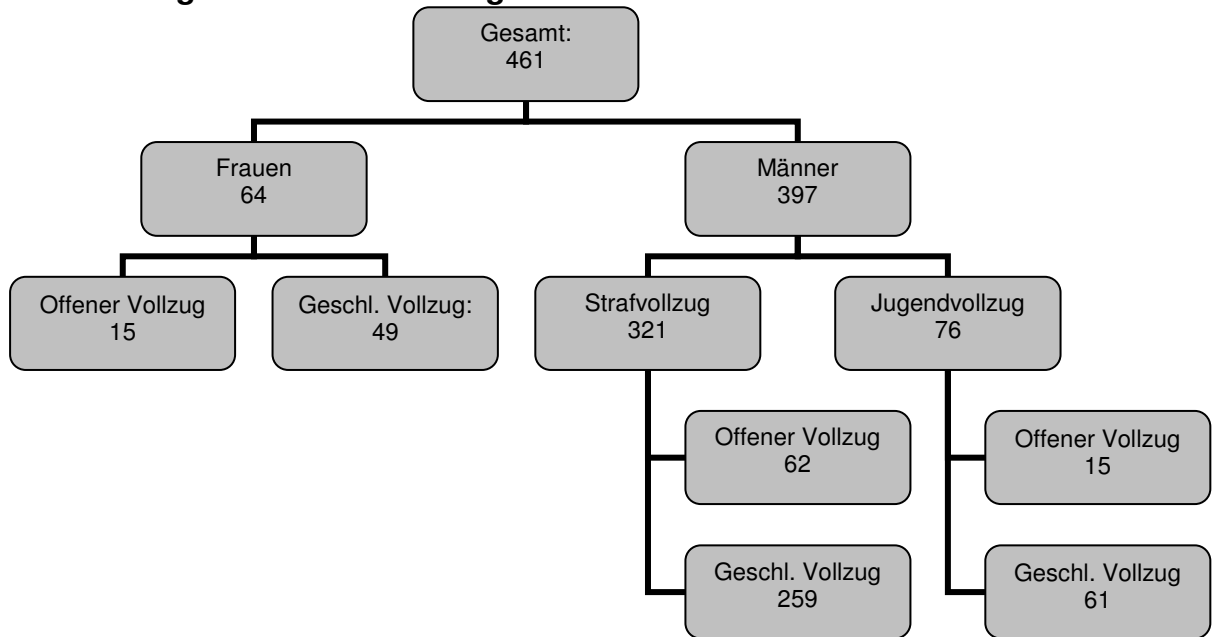 Gesamt:
461
Frauen
64
Männer
397
Offener Vollzug
15
Geschl. Vollzug:
49
Strafvollzug
321
Jugendvollzug
76
Offener Vollzug
62
Offener Vollzug
15
Geschl. Vollzug
259
Geschl. Vollzug
61